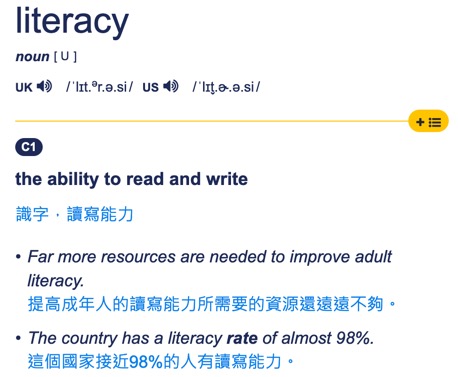 literacy
noun [ U ]
UK /ˈlɪt.ᵊr.ə.si/ US /ˈlɪt̬.ɚ.ə.si/
+
C1
the ability to read and write
識字，讀寫能力
• Far more resources are needed to improve adult
literacy.
提高成年人的讀寫能力所需要的資源還遠遠不夠。
• The country has a literacy rate of almost 98%.
這個國家接近98%的人有讀寫能力。